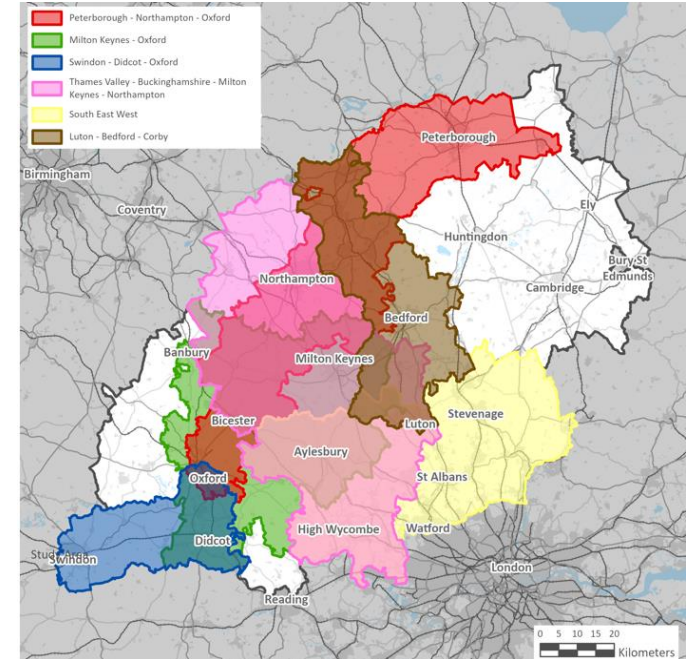 Peterborough - Northampton - Oxford
Milton Keynes - Oxford
Swindon - Didcot - Oxford
Thames Valley - Buckinghamshire - Milton
Keynes - Northampton
South East West
Luton - Bedford - Corby
Peterborough
Birmingham
Coventry
Ely
Huntingdon
Bury St
Edmunds
Northampton
Cambridge
Bedford
Banbury
Milton Keynes
Bicester
Stevenage
Luton
Aylesbury
Oxford
St Albans
High Wycombe
Watford
Didcot
Study Area
Swindon
London
Reading
0 5 10 15 20
Kilometers